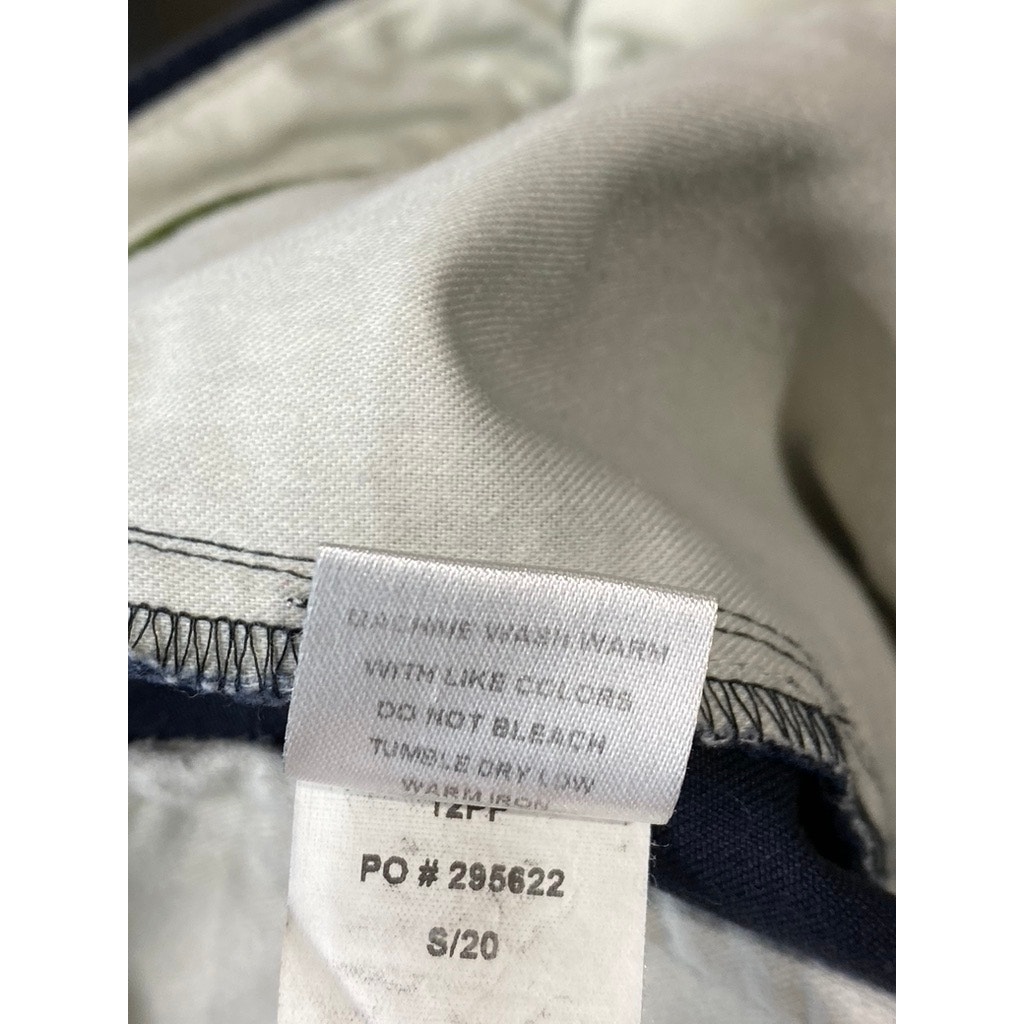 MACHINE WASH WARM
WITH LIKE COLORS
DO NOT BLEACH
TUMBLE DRY LOW
WARM IRON
PO # 295622
S/20